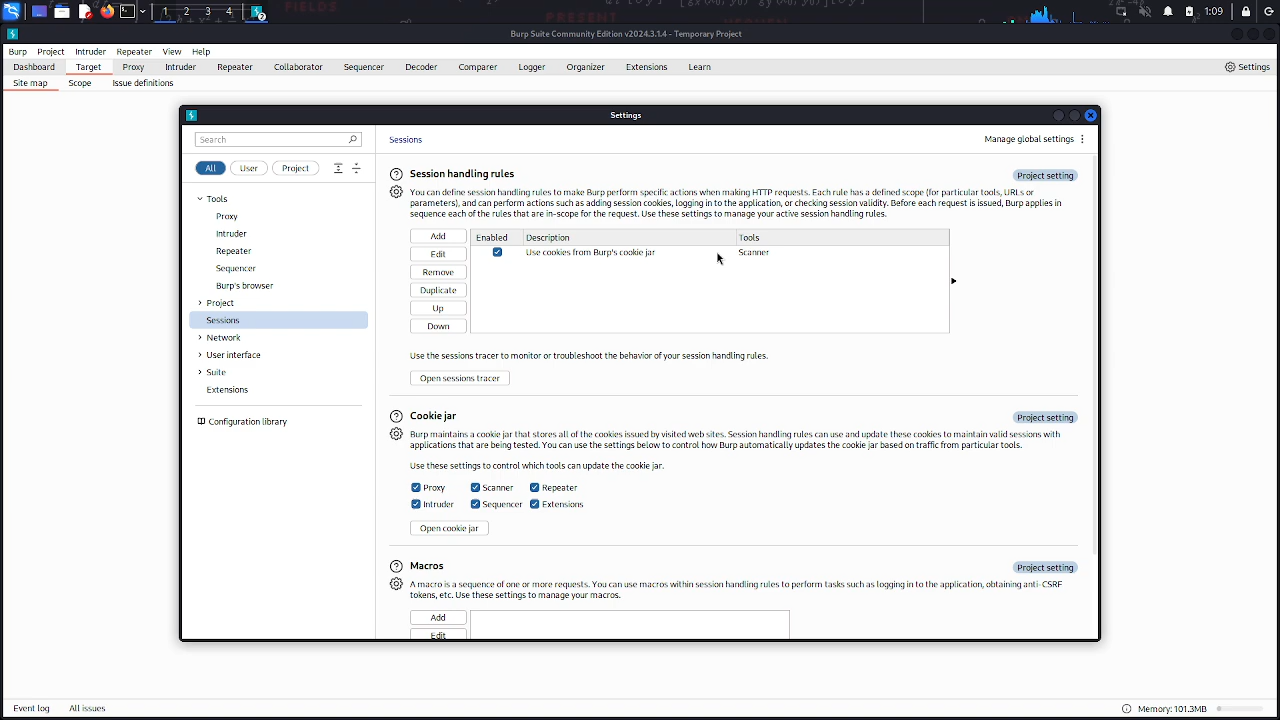 FIELDS
PRESENT
1 2 3 4
1:09
Burp Suite Community Edition v2024.3.1.4 - Temporary Project
Burp Project Intruder Repeater View Help
Dashboard Target Proxy Intruder Repeater Collaborator Sequencer Decoder Comparer Logger Organizer Extensions Learn Settings
Site map Scope Issue definitions
Settings
Search
All User Project
Tools
Proxy
Intruder
Repeater
Sequencer
Burp's browser
Project
Sessions
Network
User interface
Suite
Extensions
Configuration library
Sessions
Manage global settings
Session handling rules
Project setting
You can define session handling rules to make Burp perform specific actions when making HTTP requests. Each rule has a defined scope (for particular tools, URLs or
parameters), and can perform actions such as adding session cookies, logging in to the application, or checking session validity. Before each request is issued, Burp applies in
sequence each of the rules that are in-scope for the request. Use these settings to manage your active session handling rules.
Add
Edit
Remove
Duplicate
Up
Down
Enabled Description Tools
Use cookies from Burp's cookie jar Scanner
Use the sessions tracer to monitor or troubleshoot the behavior of your session handling rules.
Open sessions tracer
Cookie jar
Project setting
Burp maintains a cookie jar that stores all of the cookies issued by visited web sites. Session handling rules can use and update these cookies to maintain valid sessions with
applications that are being tested. You can use the settings below to control how Burp automatically updates the cookie jar based on traffic from particular tools.
Use these settings to control which tools can update the cookie jar.
Proxy Scanner Repeater
Intruder Sequencer Extensions
Open cookie jar
Macros
Project setting
A macro is a sequence of one or more requests. You can use macros within session handling rules to perform tasks such as logging in to the application, obtaining anti-CSRF
tokens, etc. Use these settings to manage your macros.
Add
Edit
Event log All issues
Memory: 101.3MB